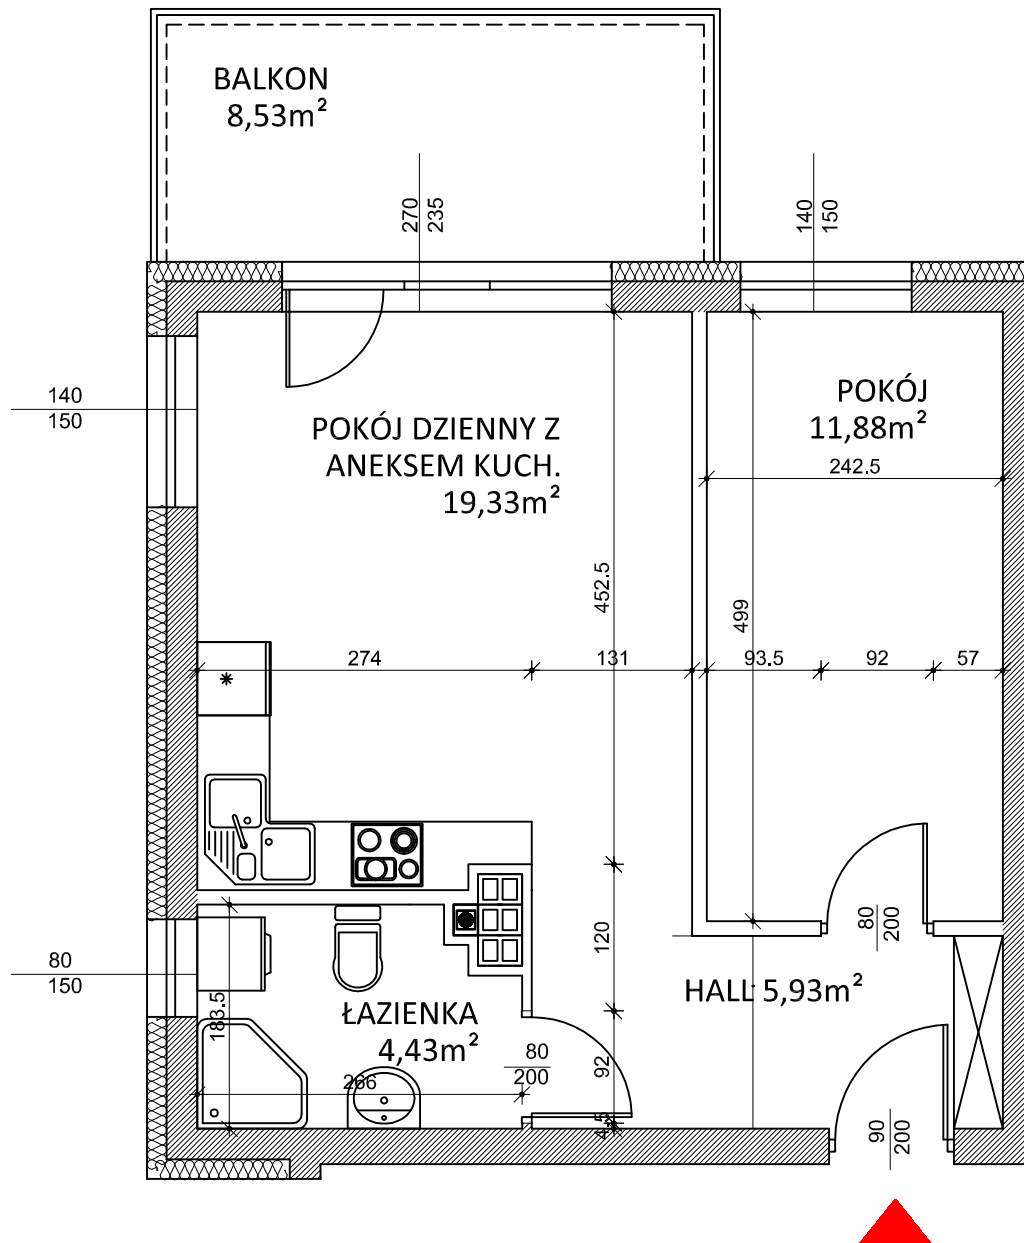 BALKON
8,53m²
270
235
140
150
140
150
POKÓJ
11,88m²
POKÓJ DZIENNY Z
ANEKSEM KUCH.
19,33m²
242.5
452.5
499
274
131
93.5
92
57
120
80
200
80
150
HALL 5,93m²
183.5
ŁAZIENKA
4,43m²
80
200
92
266
4.5
90
200